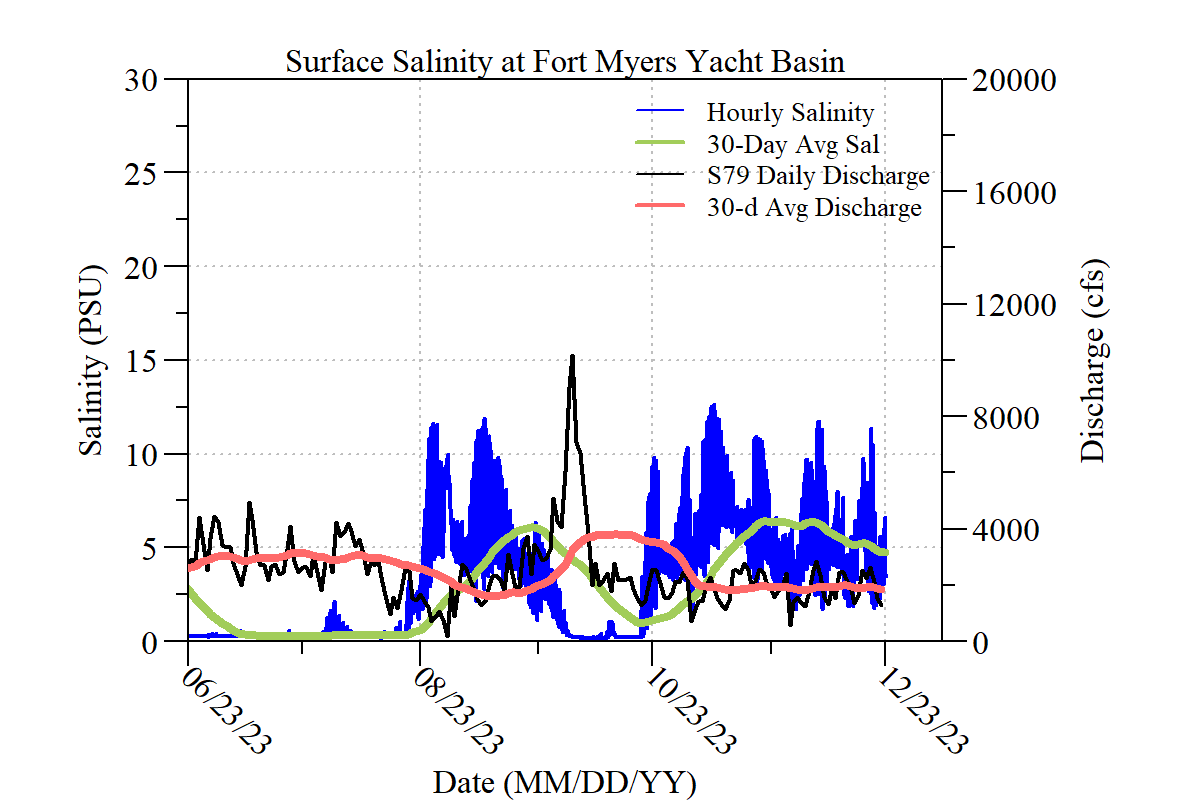 Surface Salinity at Fort Myers Yacht Basin
30
25
20
15
10
5
0
Salinity (PSU)
Hourly Salinity
30-Day Avg Sal
S79 Daily Discharge
30-d Avg Discharge
20000
16000
12000
8000
4000
0
Discharge (cfs)
06/23/23
08/23/23
10/23/23
12/23/23
Date (MM/DD/YY)